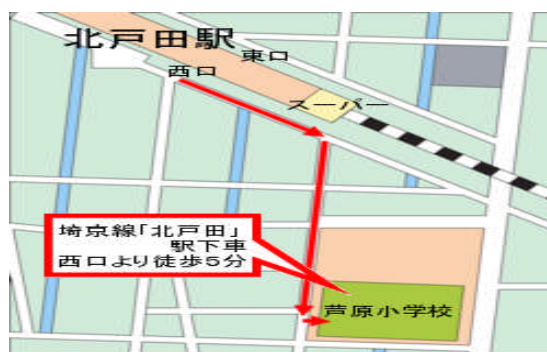 北戸田駅
東口
西口
スーパー
埼京線「北戸田」
駅下車
西口より徒歩5分
芦原小学校